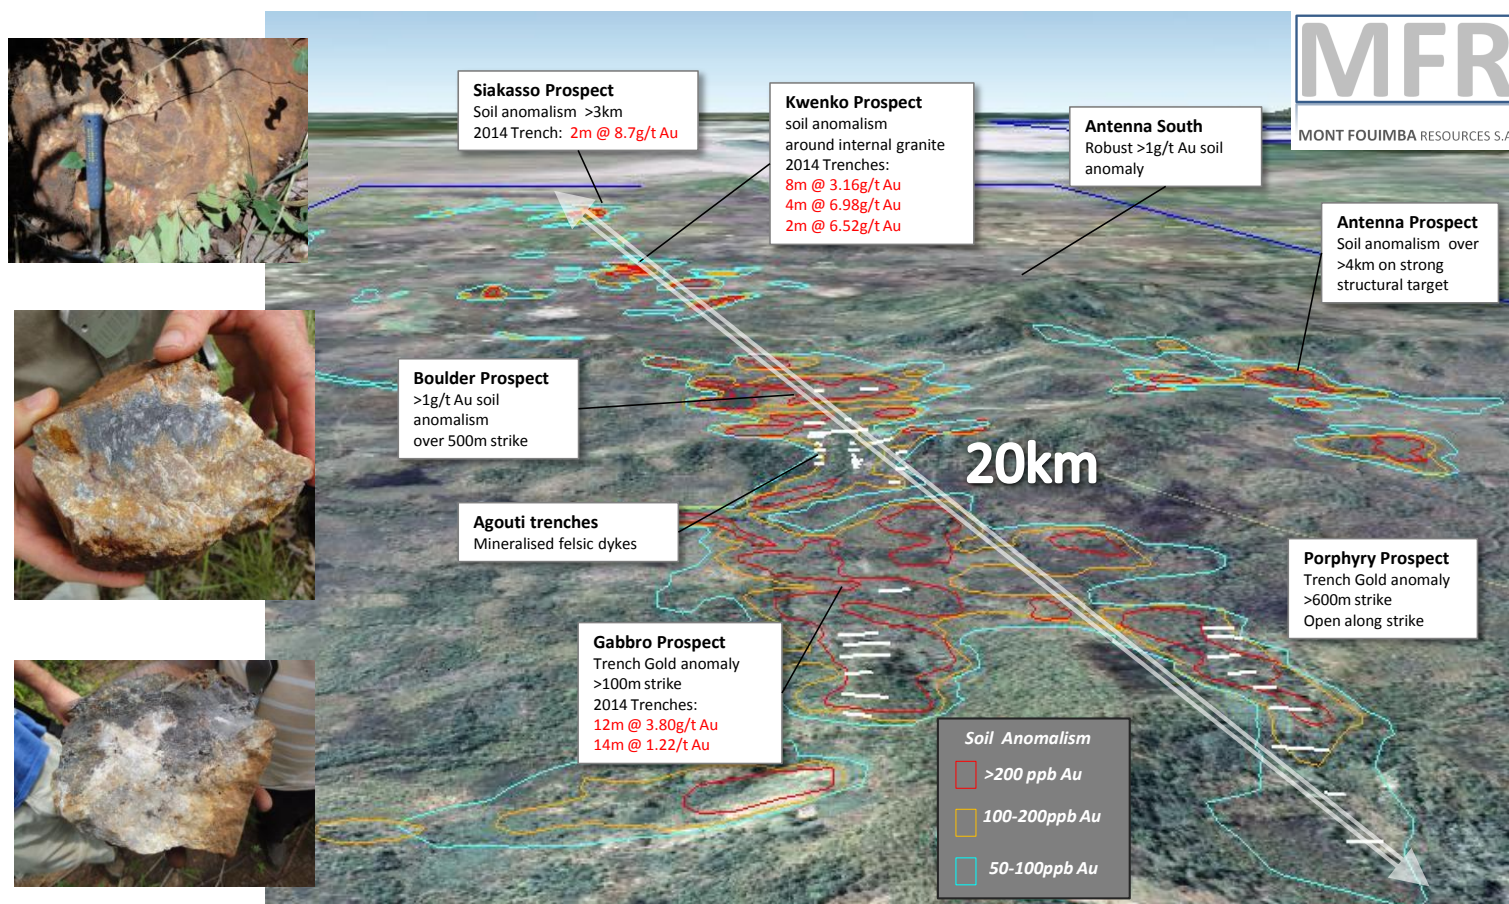 MFR
MONT FOUIMBA RESOURCES S.A
Siakasso Prospect
Soil anomalism >3km
2014 Trench: 2m @ 8.7g/t Au
Kwenko Prospect
soil anomalism
around internal granite
2014 Trenches:
8m @ 3.16g/t Au
4m @ 6.98g/t Au
2m @ 6.52g/t Au
Antenna South
Robust >1g/t Au soil
anomaly
Antenna Prospect
Soil anomalism over
>4km on strong
structural target
Boulder Prospect
>1g/t Au soil
anomalism
over 500m strike
20km
Agouti trenches
Mineralised felsic dykes
Porphyry Prospect
Trench Gold anomaly
>600m strike
Open along strike
Gabbro Prospect
Trench Gold anomaly
>100m strike
2014 Trenches:
12m @ 3.80g/t Au
14m @ 1.22/t Au
Soil Anomalism
>200 ppb Au
100-200ppb Au
50-100ppb Au